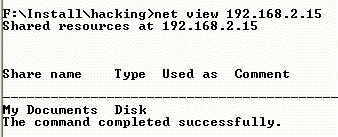 F:\Install\hacking>net view 192.168.2.15
Shared resources at 192.168.2.15
Share name    Type  Used as  Comment
-------------------------------------------
My Documents  Disk
The command completed successfully.